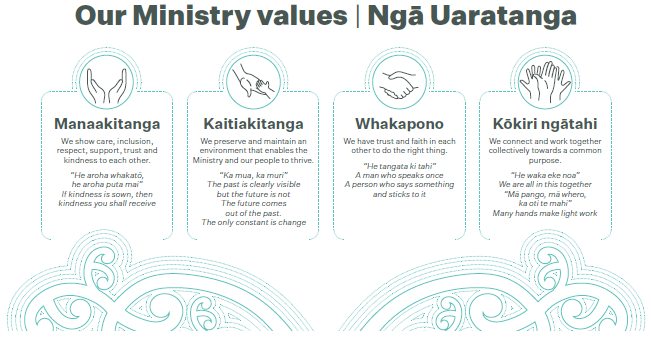 Our Ministry values | Ngā Uaratanga
Manaakitanga
We show care, inclusion,
respect, support, trust and
kindness to each other.
“He aroha whakatō,
he aroha puta mai”
If kindness is sown, then
kindness you shall receive
Kaitiakitanga
We preserve and maintain an
environment that enables the
Ministry and our people to thrive.
“Ka mua, ka muri”
The past is clearly visible
but the future is not
The future comes
out of the past.
The only constant is change
Whakapono
We have trust and faith in each
other to do the right thing.
“He tangata ki tahi”
A man who speaks once
A person who says something
and sticks to it
Kōkiri ngātahi
We connect and work together
collectively towards a common
purpose.
“He waka eke noa”
We are all in this together
“Mā pango, mā whero,
ka oti te mahi”
Many hands make light work